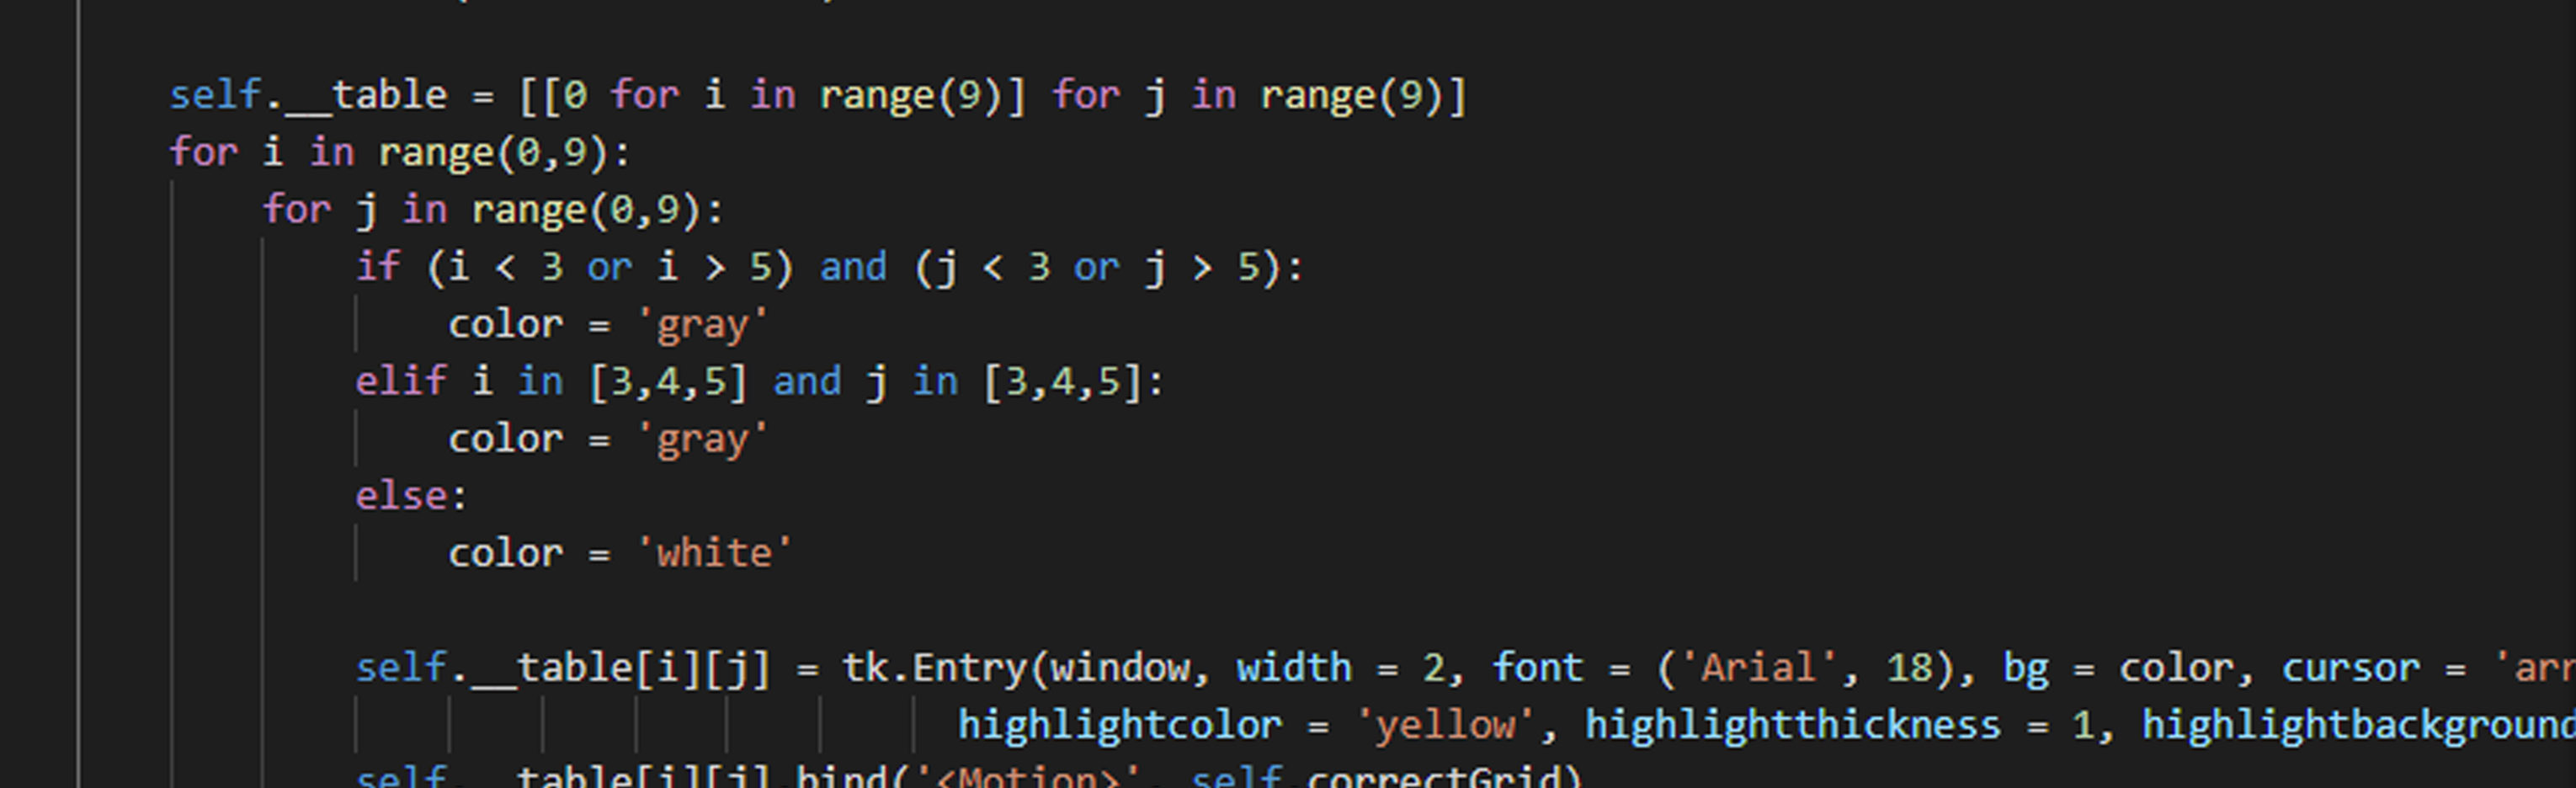 self.__table = [[0 for i in range(9)] for j in range(9)]
for i in range(0,9):
for j in range(0,9):
if (i < 3 or i > 5) and (j < 3 or j > 5):
color = 'gray'
elif i in [3,4,5] and j in [3,4,5]:
color = 'gray'
else:
color = 'white'
self.__table[i][j] = tk.Entry(window, width = 2, font = ('Arial', 18), bg = color, cursor = 'arr
highlightcolor = 'yellow', highlightthickness = 1, highlightbackground
self.__table[i][j].bind('<Motion>', self.correctGrid)